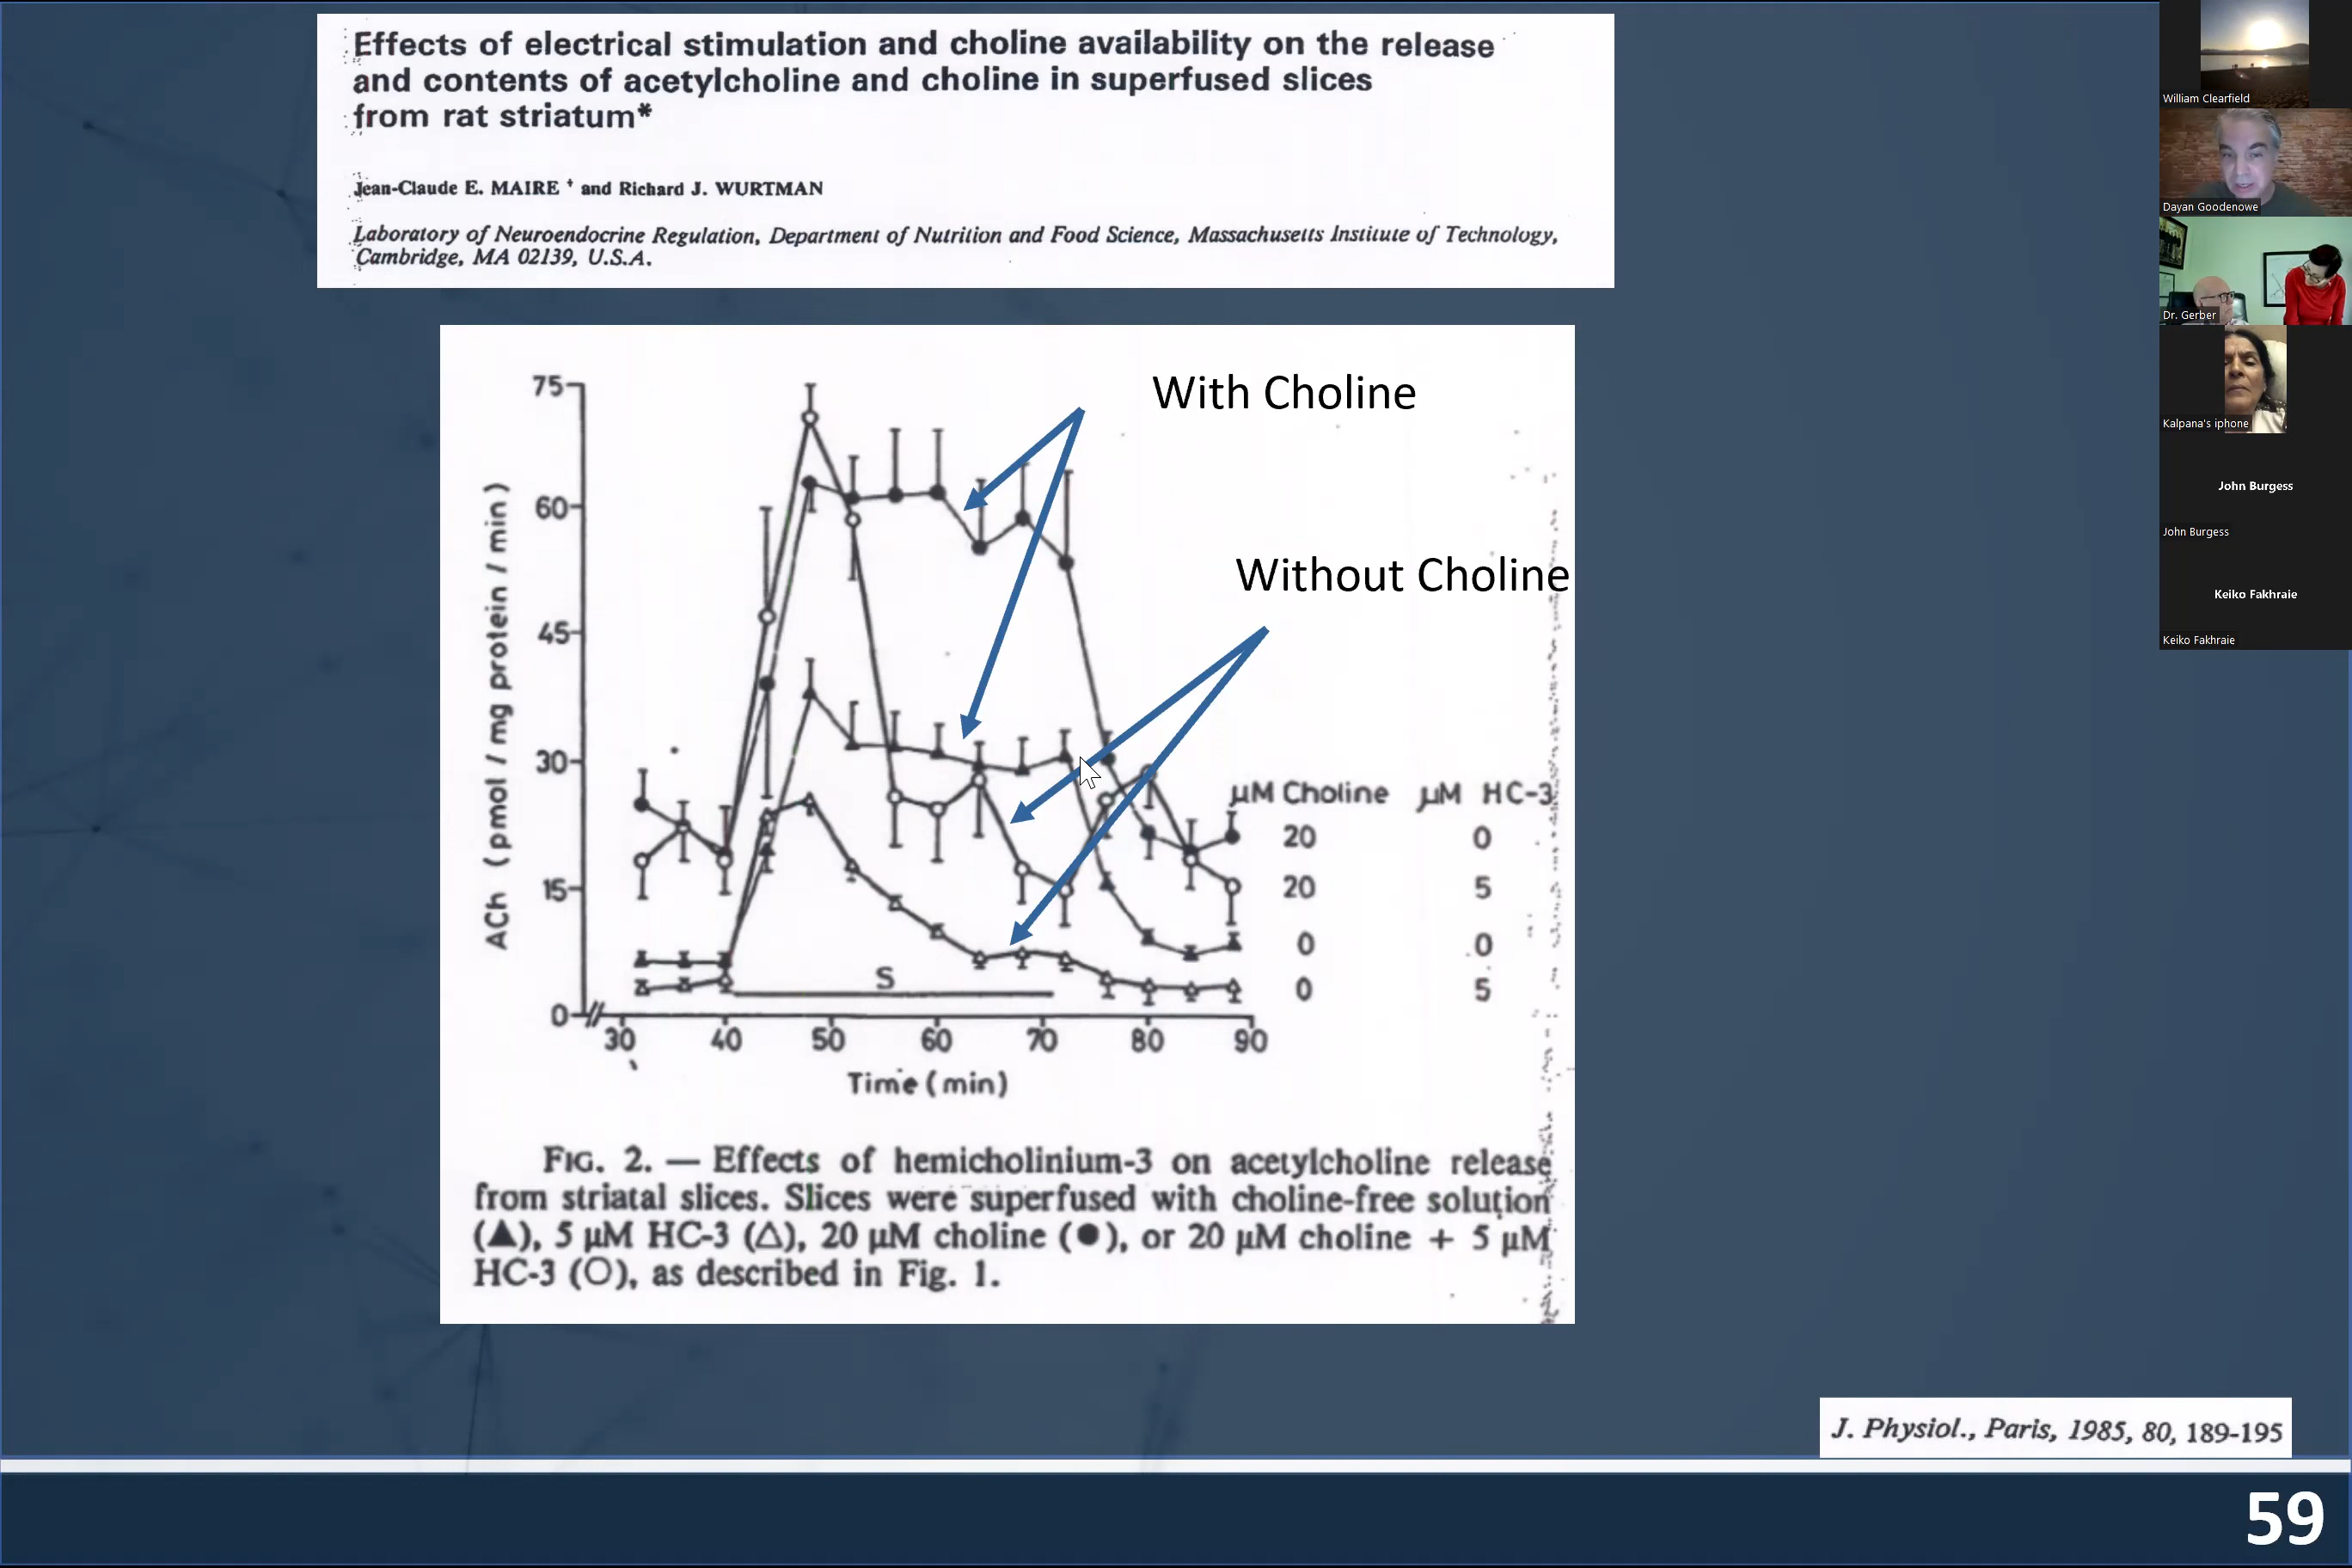 Effects of electrical stimulation and choline availability on the release
and contents of acetylcholine and choline in superfused slices
from rat striatum*
Jean-Claude E. MAIRE † and Richard J. WURTMAN
Laboratory of Neuroendocrine Regulation, Department of Nutrition and Food Science, Massachusetts Institute of Technology,
Cambridge, MA 02139, U.S.A.
With Choline
Without Choline
75
60
45
30
15
0
ACh (pmol / mg protein / min)
S
30 40 50 60 70 80 90
Time (min)
μM Choline μM HC-3
20 0
20 5
0 0
0 5
FIG. 2. — Effects of hemicholinium-3 on acetylcholine release
from striatal slices. Slices were superfused with choline-free solution
(▲), 5 μM HC-3 (△), 20 μM choline (●), or 20 μM choline + 5 μM
HC-3 (○), as described in Fig. 1.
J. Physiol., Paris, 1985, 80, 189-195
59
William Clearfield
Dayan Goodenowe
Dr. Gerber
Kalpana's iphone
John Burgess
John Burgess
Keiko Fakhraie
Keiko Fakhraie